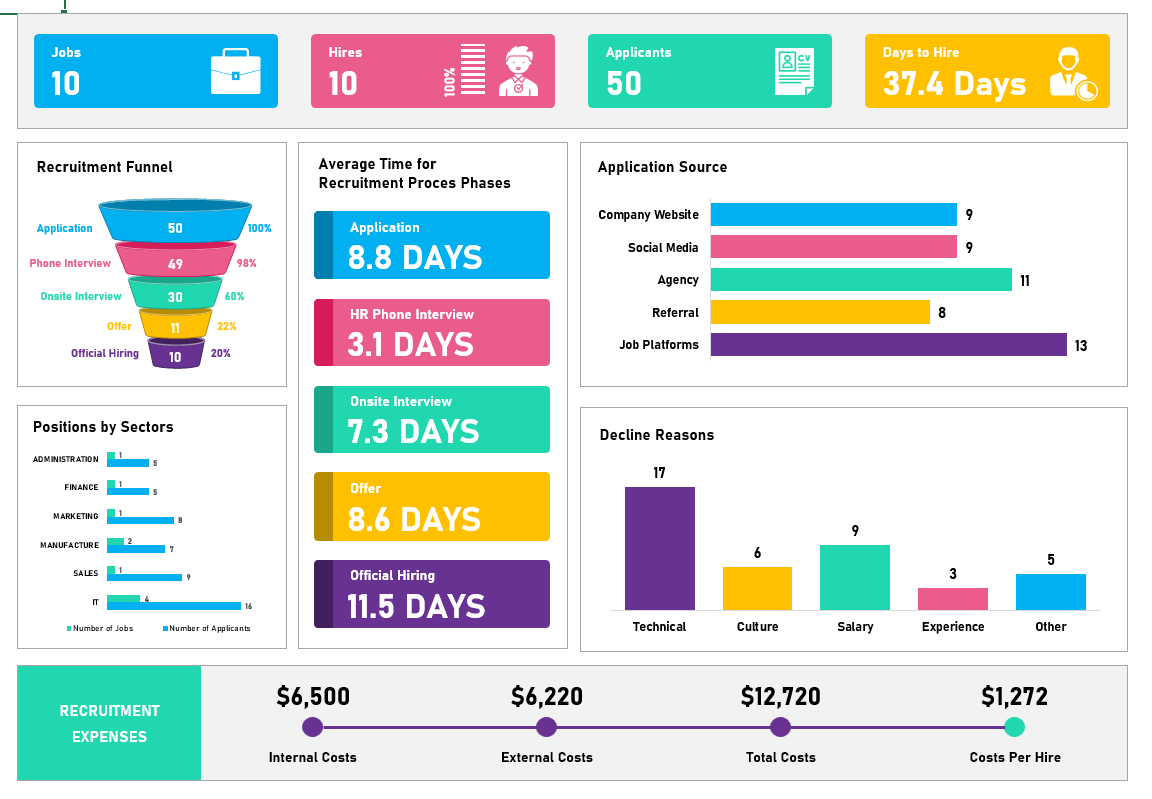 Jobs
10
Hires
10
100%
Applicants
50
CV
Days to Hire
37.4 Days
Recruitment Funnel
Application 50 100%
Phone Interview 49 98%
Onsite Interview 30 60%
Offer 11 22%
Official Hiring 10 20%
Average Time for
Recruitment Proces Phases
Application
8.8 DAYS
HR Phone Interview
3.1 DAYS
Onsite Interview
7.3 DAYS
Offer
8.6 DAYS
Official Hiring
11.5 DAYS
Application Source
Company Website 9
Social Media 9
Agency 11
Referral 8
Job Platforms 13
Positions by Sectors
ADMINISTRATION 1
5
FINANCE 1
5
MARKETING 1
8
MANUFACTURE 2
7
SALES 1
9
IT 4
16
Number of Jobs Number of Applicants
Decline Reasons
17 6 9 3 5
Technical Culture Salary Experience Other
RECRUITMENT
EXPENSES
$6,500 $6,220 $12,720 $1,272
Internal Costs External Costs Total Costs Costs Per Hire